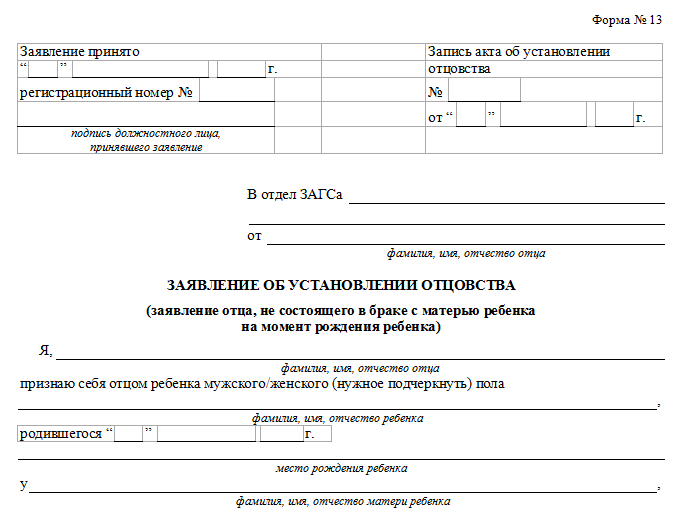 Форма № 13
Заявление принято
“ ” г.
регистрационный номер №
подпись должностного лица,
принявшего заявление
Запись акта об установлении
отцовства
№
от “ ” г.
В отдел ЗАГСа
от
фамилия, имя, отчество отца
ЗАЯВЛЕНИЕ ОБ УСТАНОВЛЕНИИ ОТЦОВСТВА
(заявление отца, не состоящего в браке с матерью ребенка
на момент рождения ребенка)
Я,
фамилия, имя, отчество отца
признаю себя отцом ребенка мужского/женского (нужное подчеркнуть) пола
,
фамилия, имя, отчество ребенка
родившегося “ ” г.
место рождения ребенка
у ,
фамилия, имя, отчество матери ребенка